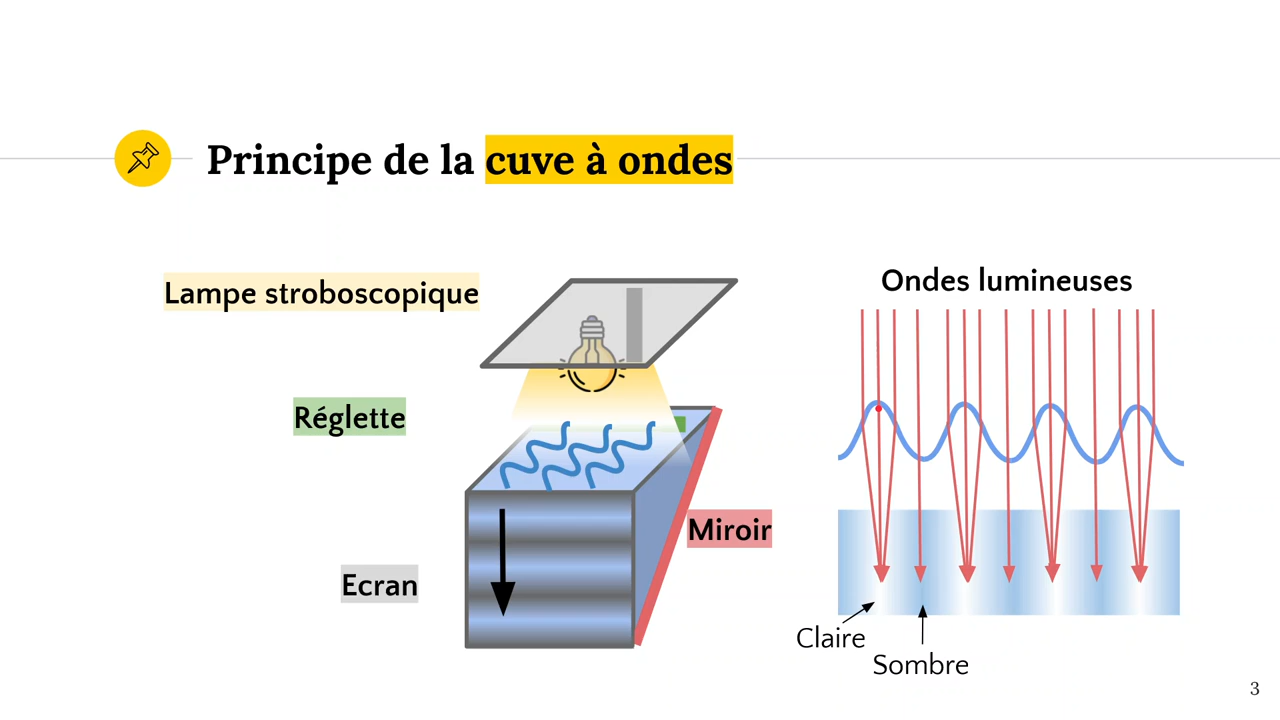 Principe de la cuve à ondes
Lampe stroboscopique
Ondes lumineuses
Réglette
Miroir
Ecran
Claire
Sombre
3